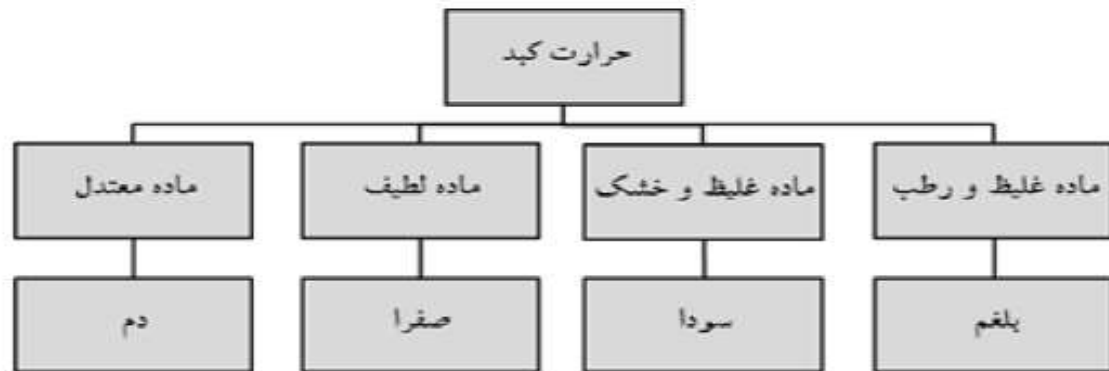 حرارت کبد
ماده غلیظ و رطب
ماده غلیظ و خشک
ماده لطیف
ماده معتدل
بلغم
سودا
صفرا
دم